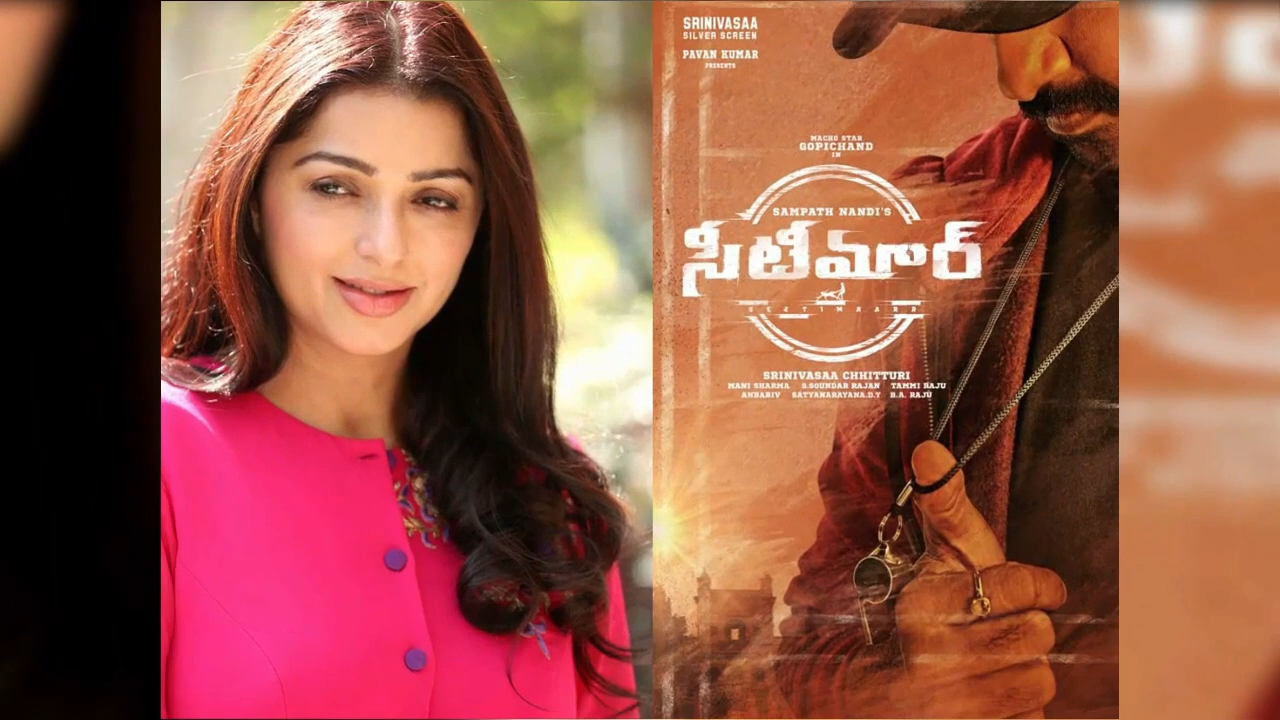 SRINIVASAA
SILVER SCREEN
PAVAN KUMAR
PRESENTS
MACHO STAR
GOPICHAND
IN
SAMPATH NANDI'S
సీటీమార్
SEETIMAARR
SRINIVASAA CHHITTURI
MANI SHARMA S.SOUNDAR RAJAN TAMMI RAJU
ANBARIV SATYANARAYANA.D.Y B.A. RAJU